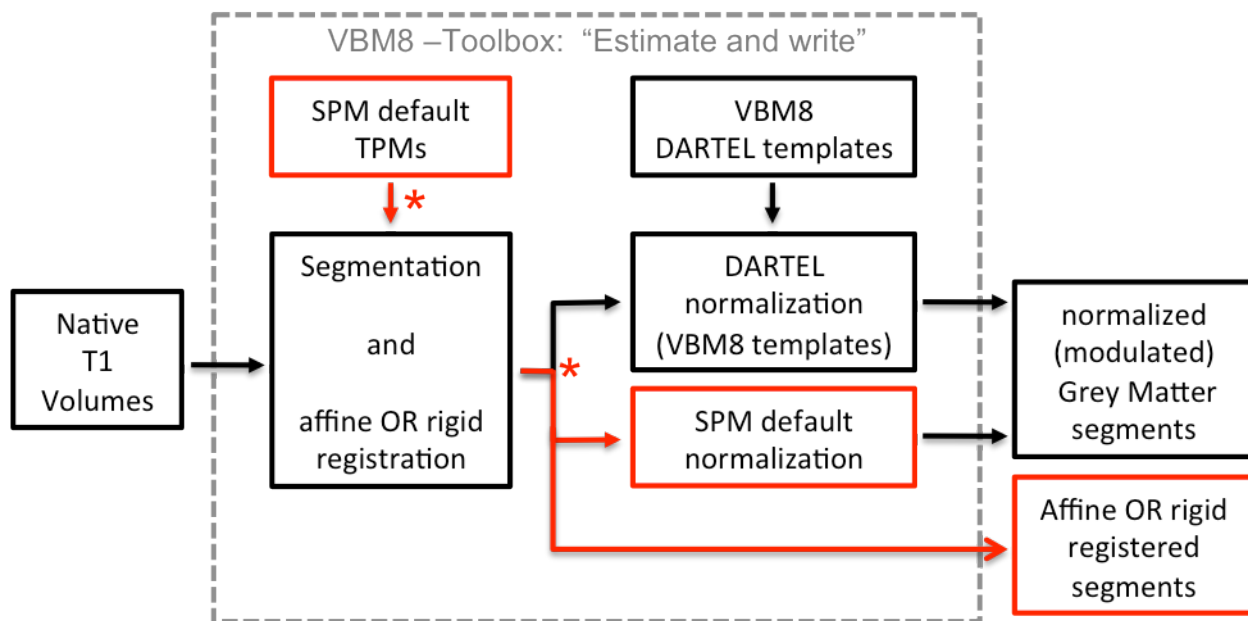 VBM8 –Toolbox: “Estimate and write”
SPM default
TPMs
VBM8
DARTEL templates
*
Native
T1
Volumes
Segmentation
and
affine OR rigid
registration
*
DARTEL
normalization
(VBM8 templates)
SPM default
normalization
normalized
(modulated)
Grey Matter
segments
Affine OR rigid
registered
segments